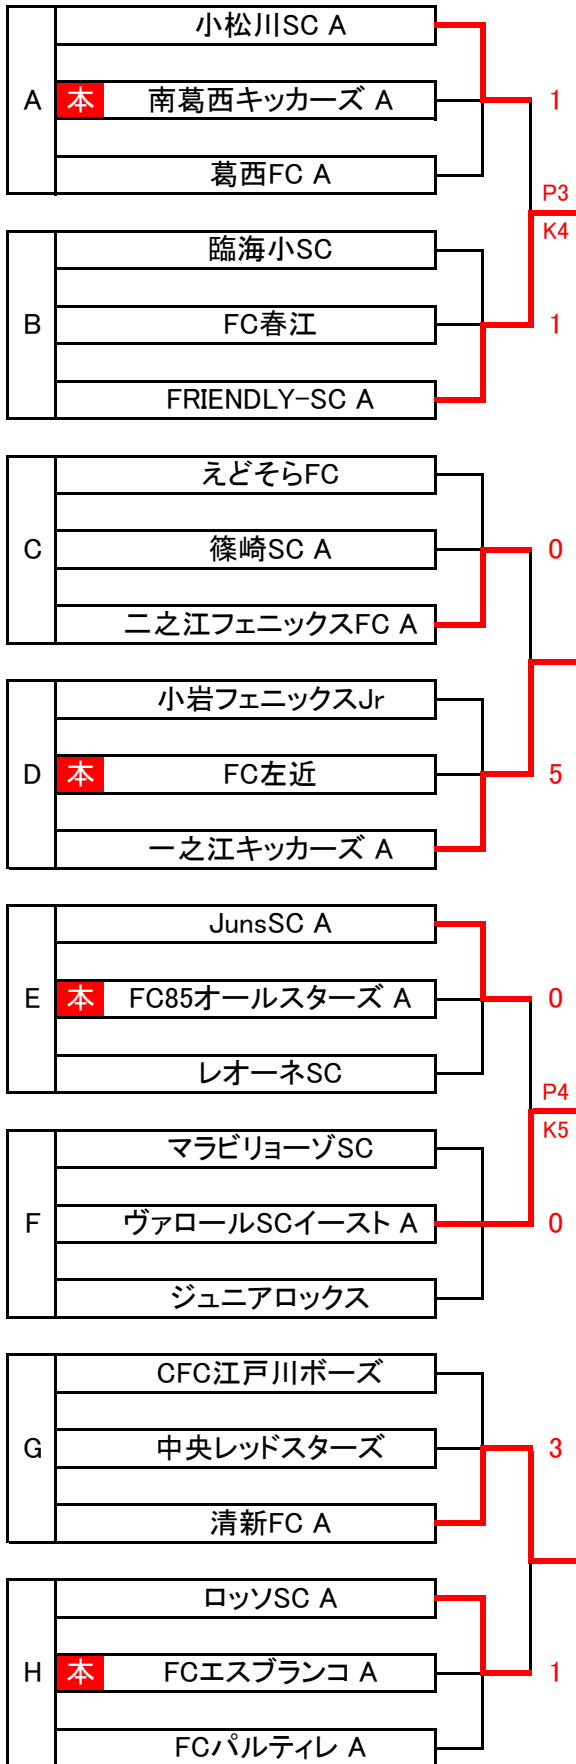 小松川SC A
A 本 南葛西キッカーズ A 1
葛西FC A
P3
K4
臨海小SC
B FC春江 1
FRIENDLY-SC A
えどそらFC
C 篠崎SC A 0
二之江フェニックスFC A
小岩フェニックスJr
D 本 FC左近 5
一之江キッカーズ A
JunsSC A
E 本 FC85オールスターズ A 0
レオーネSC
P4
K5
マラビリョーゾSC
F ヴァロールSCイースト A 0
ジュニアロックス
CFC江戸川ボーズ
G 中央レッドスターズ 3
清新FC A
ロッソSC A
H 本 FCエスブランコ A 1
FCパルティレ A